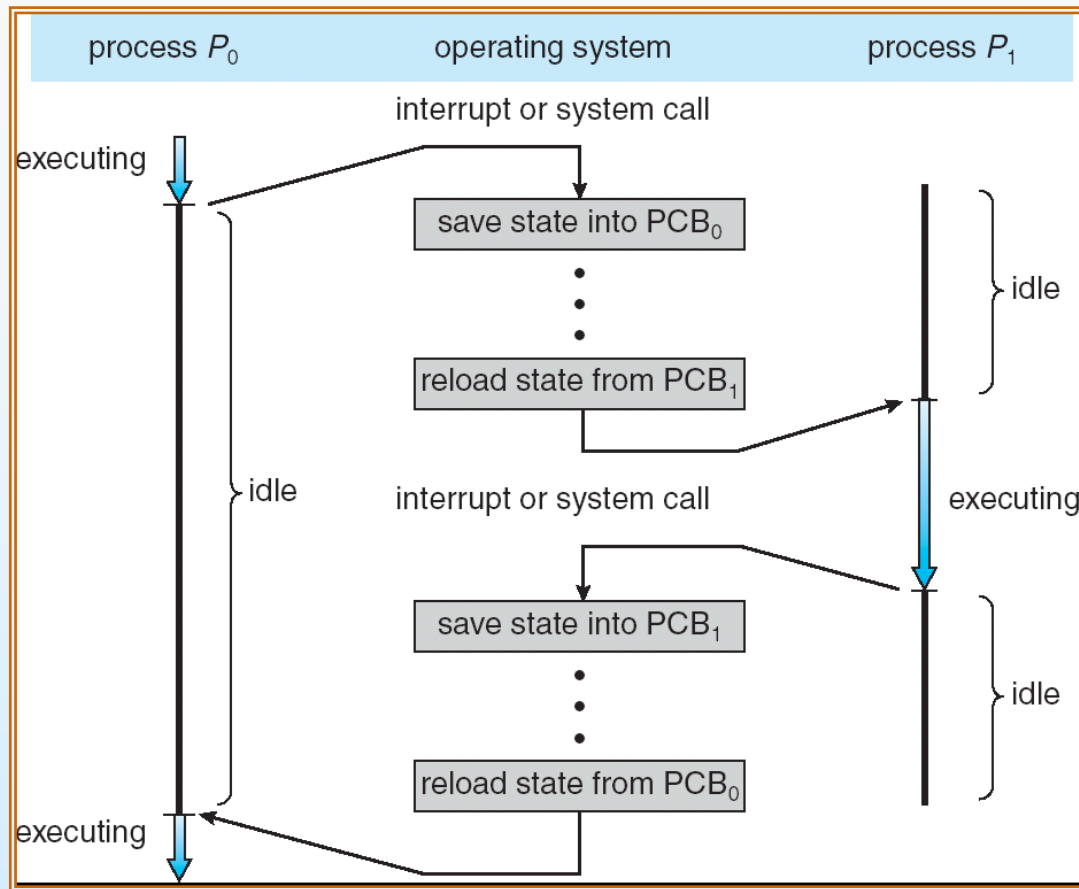 process P₀ operating system process P₁
interrupt or system call
executing
save state into PCB₀
idle
reload state from PCB₁
idle
interrupt or system call
executing
save state into PCB₁
idle
reload state from PCB₀
executing